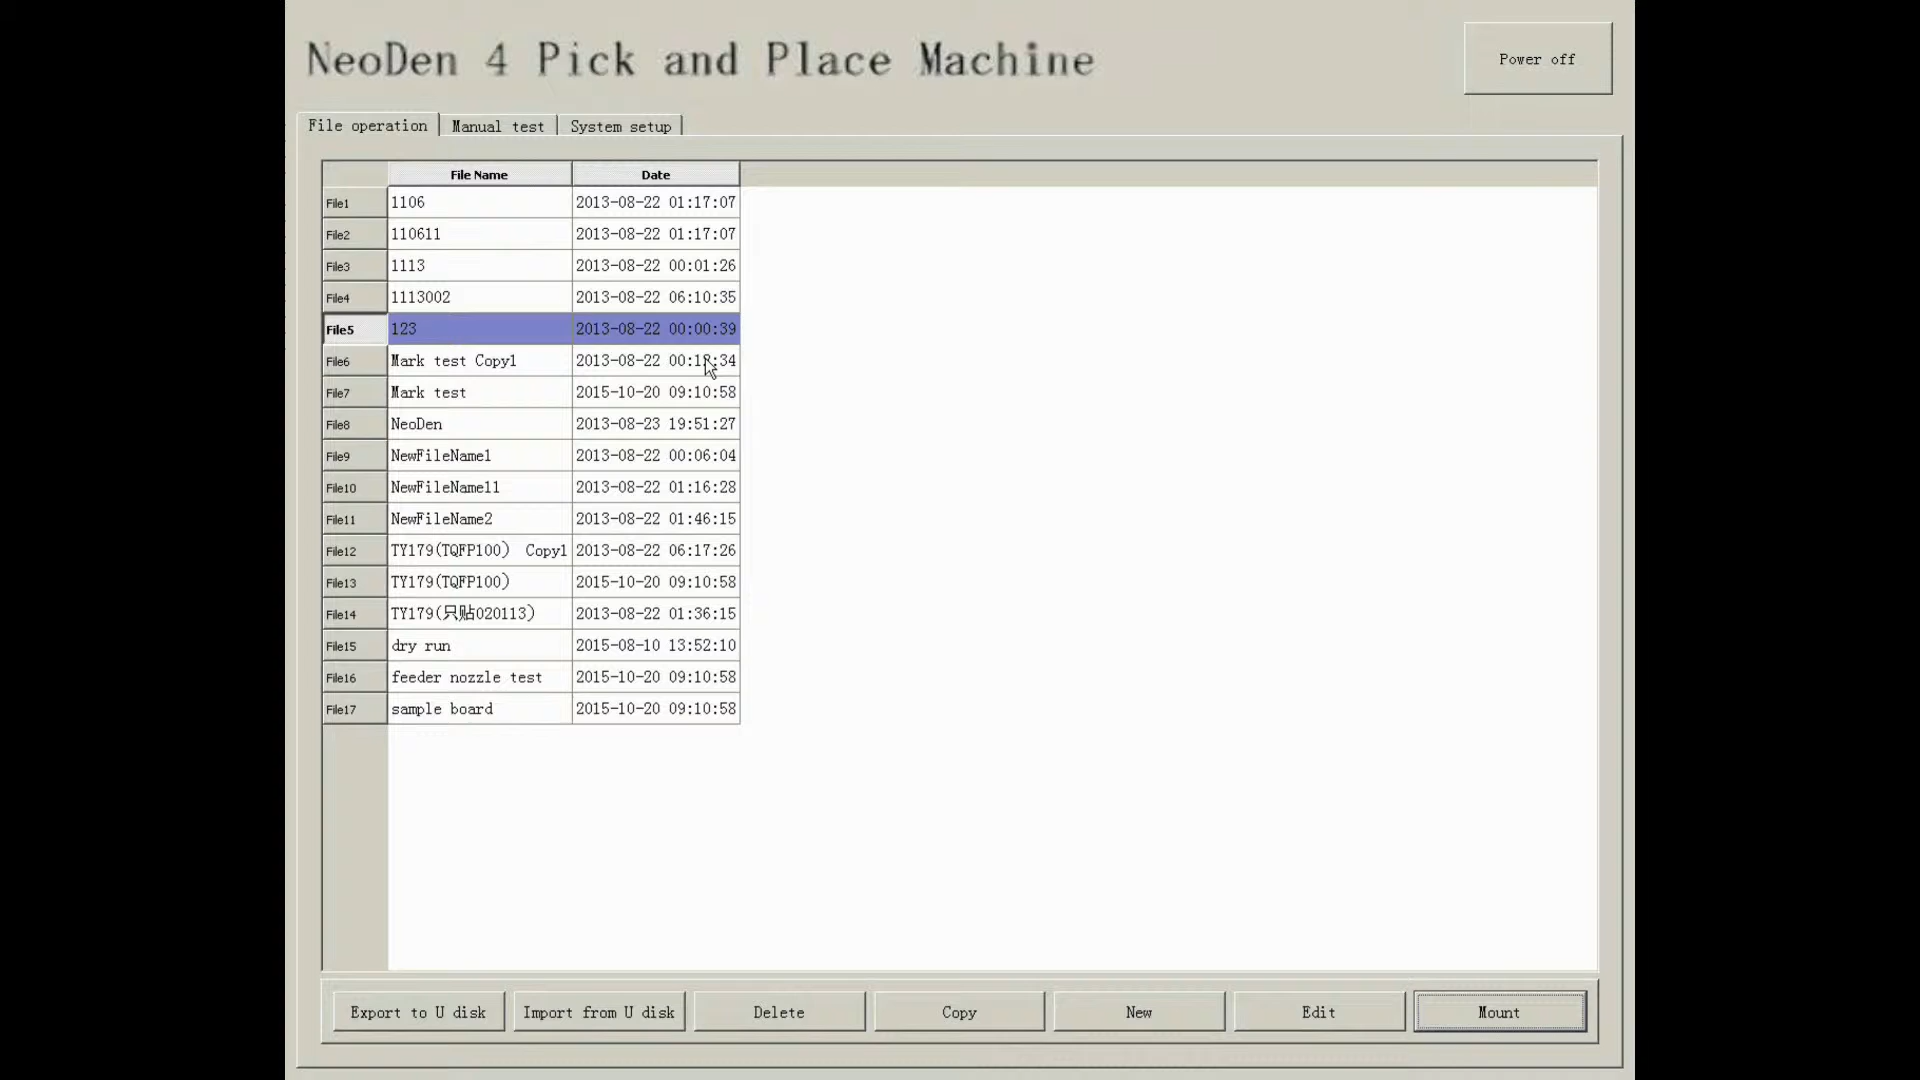 NeoDen 4 Pick and Place Machine
Power off
File operation Manual test System setup
File Name Date
File1 1106 2013-08-22 01:17:07
File2 110611 2013-08-22 01:17:07
File3 1113 2013-08-22 00:01:26
File4 1113002 2013-08-22 06:10:35
File5 123 2013-08-22 00:00:39
File6 Mark test Copy1 2013-08-22
File7 Mark test 2015-10-20 09:10:58
File8 NeoDen 2013-08-23 19:51:27
File9 NewFileName1 2013-08-22 00:06:04
File10 NewFileName11 2013-08-22 01:16:28
File11 NewFileName2 2013-08-22 01:46:15
File12 TY179(TQFP100) Copy1 2013-08-22 06:17:26
File13 TY179(TQFP100) 2015-10-20 09:10:58
File14 TY179(只贴020113) 2013-08-22 01:36:15
File15 dry run 2015-08-10 13:52:10
File16 feeder nozzle test 2015-10-20 09:10:58
File17 sample board 2015-10-20 09:10:58
Export to U disk Import from U disk Delete Copy New Edit Mount